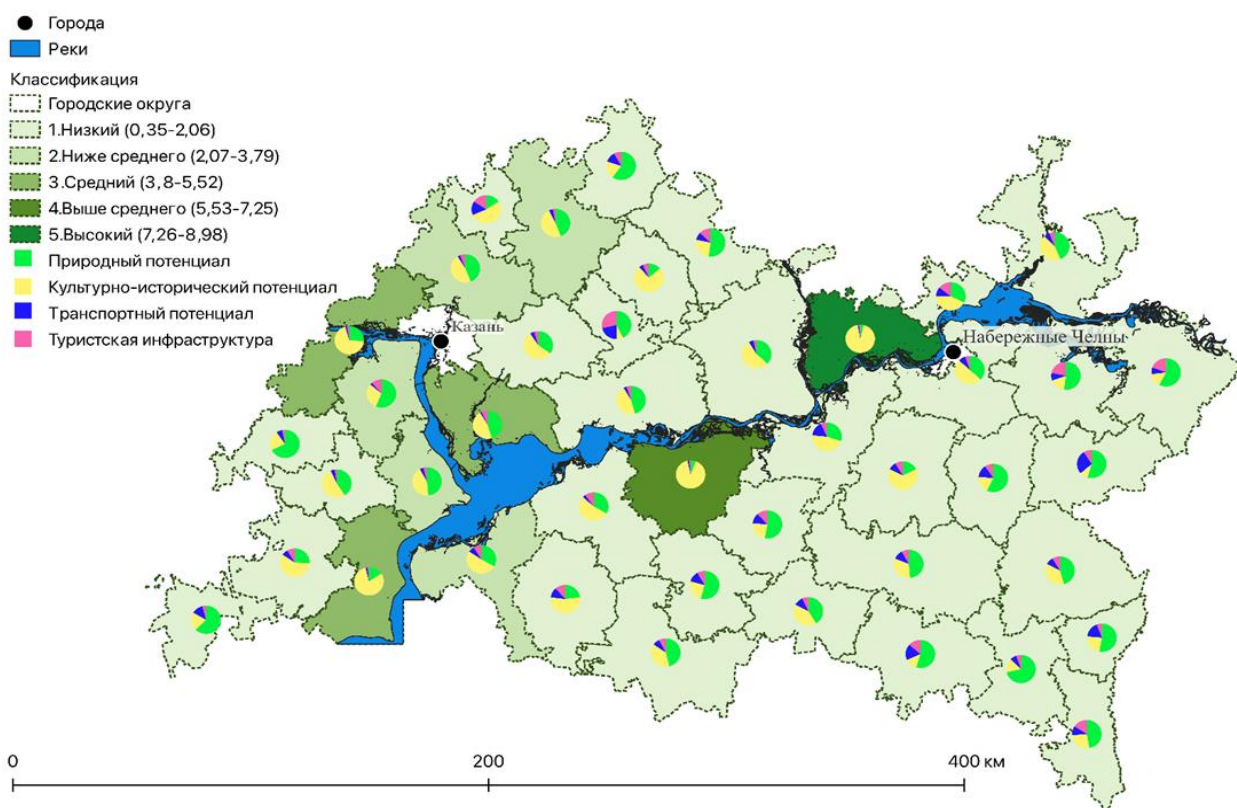 Города
Реки
Классификация
Городские округа
1.Низкий (0,35-2,06)
2.Ниже среднего (2,07-3,79)
3.Средний (3,8-5,52)
4.Выше среднего (5,53-7,25)
5.Высокий (7,26-8,98)
Природный потенциал
Культурно-исторический потенциал
Транспортный потенциал
Туристская инфраструктура
Казань
Набережные Челны
0
200
400 км